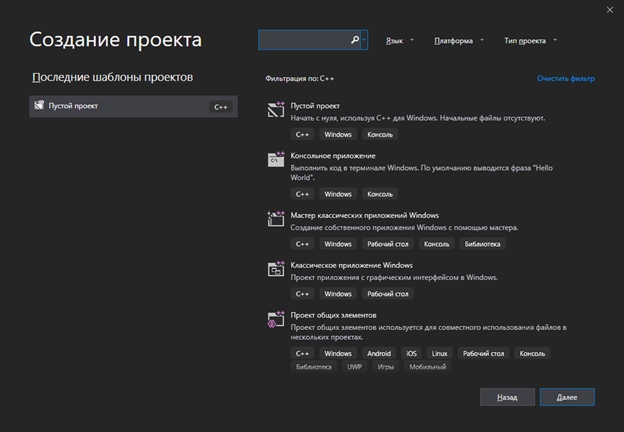 Создание проекта
Язык
Платформа
Тип проекта
Последние шаблоны проектов
Пустой проект C++
Фильтрация по: C++
Очистить фильтр
Пустой проект
Начать с нуля, используя C++ для Windows. Начальные файлы отсутствуют.
C++ Windows Консоль
Консольное приложение
Выполнить код в терминале Windows. По умолчанию выводится фраза "Hello
World".
C++ Windows Консоль
Мастер классических приложений Windows
Создание собственного приложения Windows с помощью мастера.
C++ Windows Рабочий стол Консоль Библиотека
Классическое приложение Windows
Проект приложения с графическим интерфейсом в Windows.
C++ Windows Рабочий стол
Проект общих элементов
Проект общих элементов используется для совместного использования файлов в
нескольких проектах.
C++ Windows Android iOS Linux Рабочий стол Консоль
Библиотека UWP Игры Мобильный
Назад
Далее